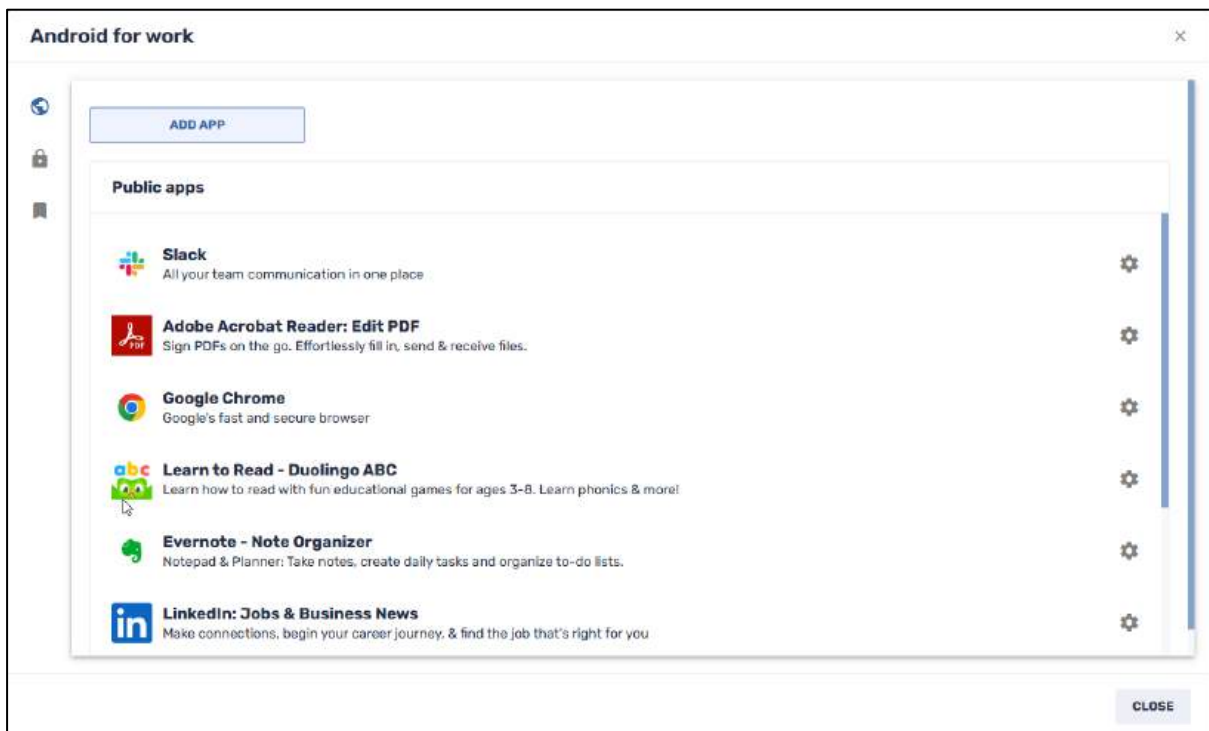 Android for work
ADD APP
Public apps
Slack
All your team communication in one place
PDF
Adobe Acrobat Reader: Edit PDF
Sign PDFs on the go. Effortlessly fill in, send & receive files.
Google Chrome
Google's fast and secure browser
abc
Learn to Read - Duolingo ABC
Learn how to read with fun educational games for ages 3-8. Learn phonics & more!
Evernote - Note Organizer
Notepad & Planner: Take notes, create daily tasks and organize to-do lists.
in
LinkedIn: Jobs & Business News
Make connections, begin your career journey, & find the job that's right for you
CLOSE